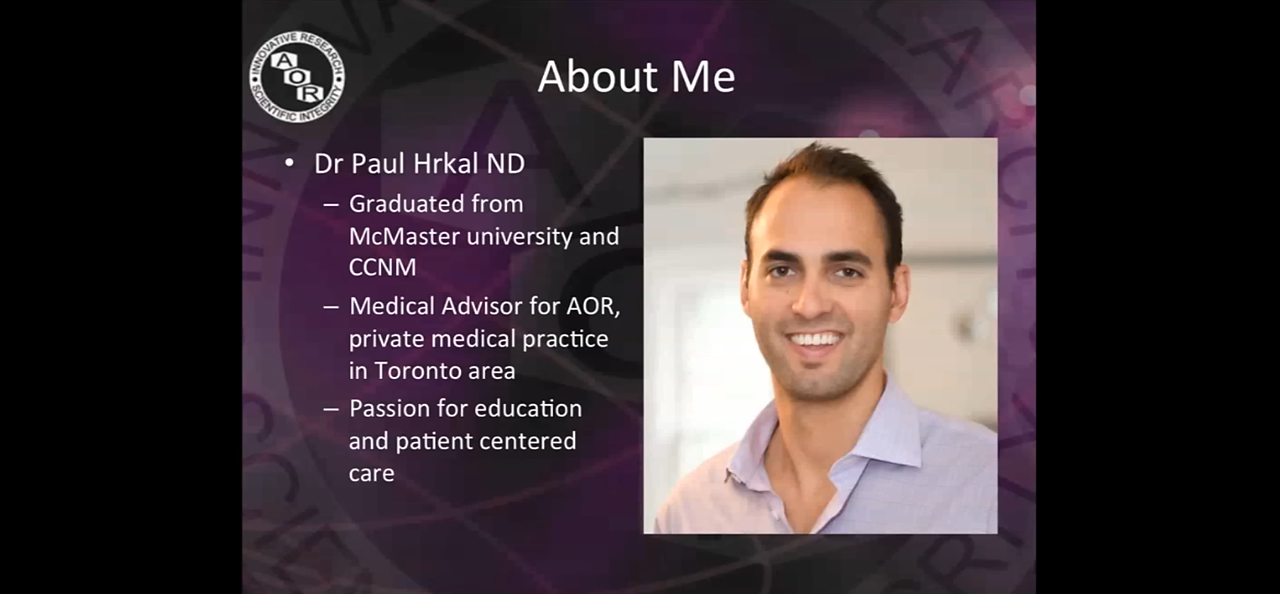 INNOVATIVE RESEARCH
AOR
SCIENTIFIC INTEGRITY
About Me
• Dr Paul Hrkal ND
– Graduated from
McMaster university and
CCNM
– Medical Advisor for AOR,
private medical practice
in Toronto area
– Passion for education
and patient centered
care